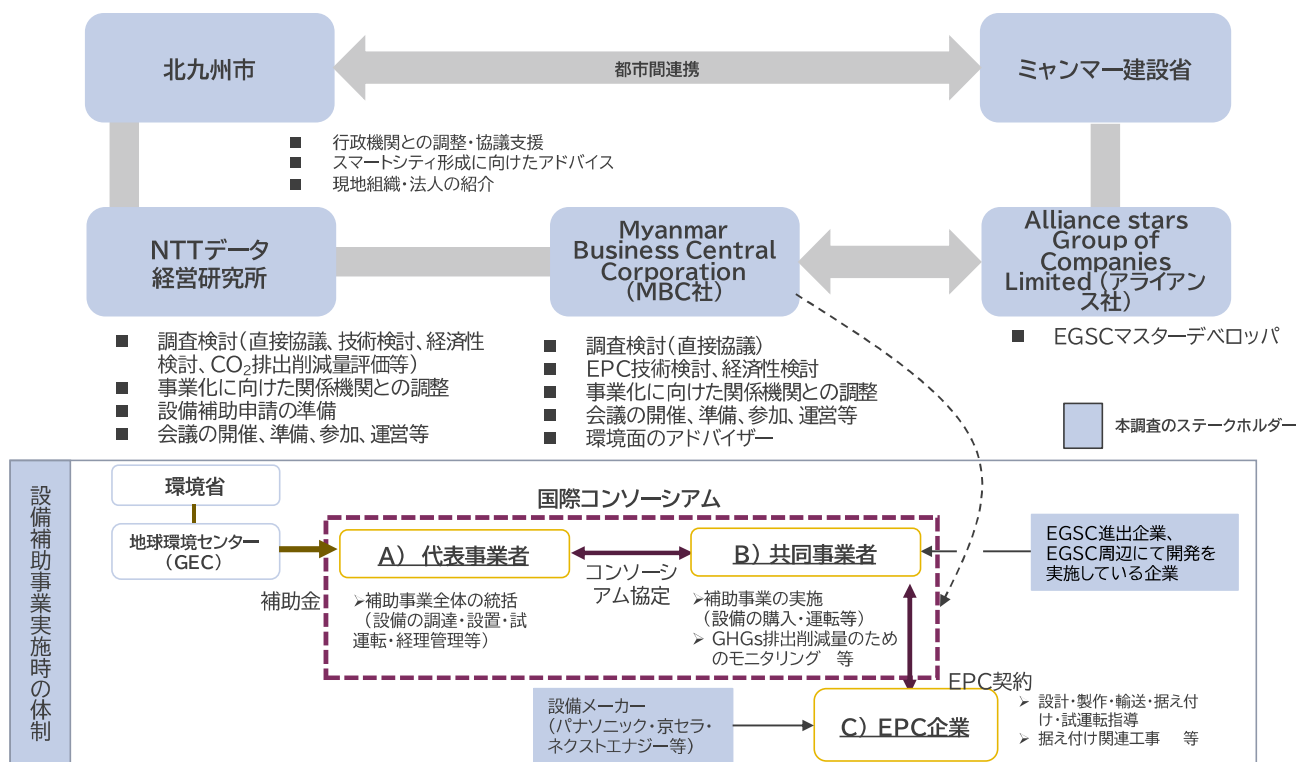 北九州市
都市間連携
ミャンマー建設省
■ 行政機関との調整・協議支援
■ スマートシティ形成に向けたアドバイス
■ 現地組織・法人の紹介
NTTデータ
経営研究所
Myanmar
Business Central
Corporation
(MBC社)
Alliance stars
Group of
Companies
Limited (アライアン
ス社)
■ 調査検討(直接協議、技術検討、経済性
検討、CO₂排出削減量評価等)
■ 事業化に向けた関係機関との調整
■ 設備補助申請の準備
■ 会議の開催、準備、参加、運営等
■ 調査検討(直接協議)
■ EPC技術検討、経済性検討
■ 事業化に向けた関係機関との調整
■ 会議の開催、準備、参加、運営等
■ 環境面のアドバイザー
■ EGSCマスターデベロッパ
本調査のステークホルダー
設備補助事業実施時の体制
環境省
地球環境センター
(GEC)
補助金
国際コンソーシアム
A) 代表事業者
➢補助事業全体の統括
(設備の調達・設置・試
運転・経理管理等)
コンソーシ
アム協定
B) 共同事業者
➢補助事業の実施
(設備の購入・運転等)
➢ GHGs排出削減量のため
のモニタリング 等
EGSC進出企業、
EGSC周辺にて開発を
実施している企業
EPC契約
設備メーカー
(パナソニック・京セラ・
ネクストエナジー等)
C) EPC企業
➢ 設計・製作・輸送・据え付
け・試運転指導
➢ 据え付け関連工事 等